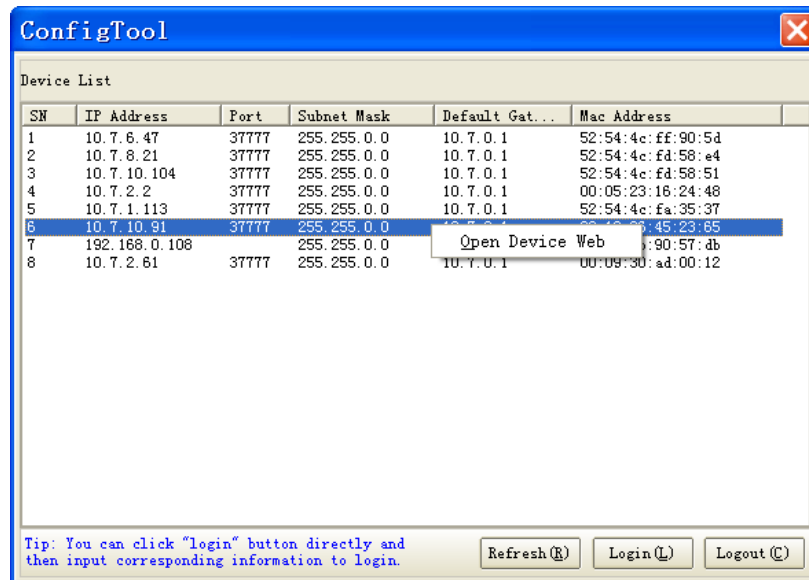 ConfigTool
Device List
SN IP Address Port Subnet Mask Default Gat... Mac Address
1 10.7.6.47 37777 255.255.0.0 10.7.0.1 52:54:4c:ff:90:5d
2 10.7.8.21 37777 255.255.0.0 10.7.0.1 52:54:4c:fd:58:e4
3 10.7.10.104 37777 255.255.0.0 10.7.0.1 52:54:4c:fd:58:51
4 10.7.2.2 37777 255.255.0.0 10.7.0.1 00:05:23:16:24:48
5 10.7.1.113 37777 255.255.0.0 10.7.0.1 52:54:4c:fa:35:37
6 10.7.10.91 37777 255.255.0.0 :45:23:65
Open Device Web
7 192.168.0.108 255.255.0.0 :90:57:db
8 10.7.2.61 37777 255.255.0.0 10.7.0.1 00:09:30:ad:00:12
Tip: You can click "login" button directly and
then input corresponding information to login.
Refresh(R) Login(L) Logout(C)